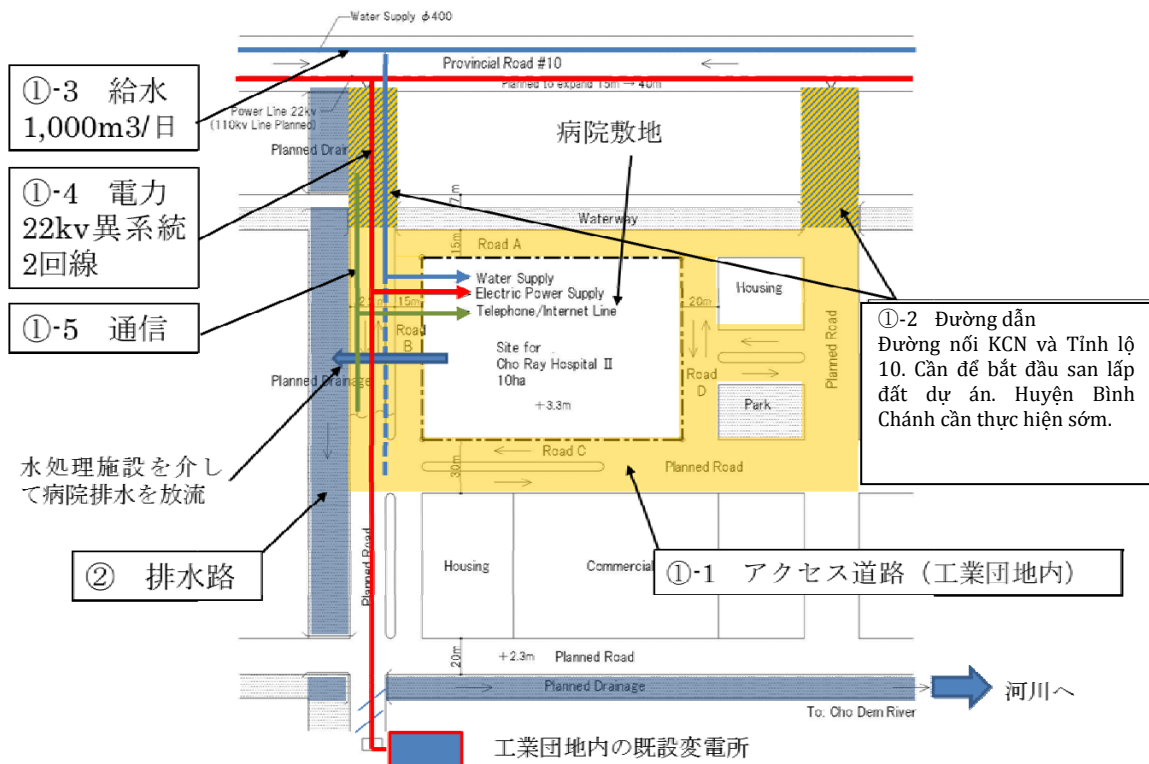 Water Supply φ400
Provincial Road #10
Planned to expand 15m → 40m
①-3 給水
1,000m3/日
Power Line 22kv
(110kv Line Planned)
病院敷地
Planned Drain
①-4 電力
22kv異系統
2回線
7m
Waterway
15m
Road A
①-5 通信
Water Supply
Electric Power Supply
Telephone/Internet Line
15m
20m
Housing
Road
B
Planned Road
①-2 Đường dẫn
Đường nối KCN và Tỉnh lộ
10. Cần để bắt đầu san lấp
đất dự án. Huyện Bình
Chánh cần thực hiện sớm.
Site for
Cho Ray Hospital Ⅱ
10ha
+3.3m
Road
D
Planned Drainage
Park
水処理施設を介し
て病院排水を放流
Road C
30m
Planned Road
② 排水路
Planned Road
Housing
Commercial
①-1 アクセス道路（工業団地内）
20m
+2.3m
Planned Road
Planned Drainage
河川へ
To: Cho Dem River
工業団地内の既設変電所